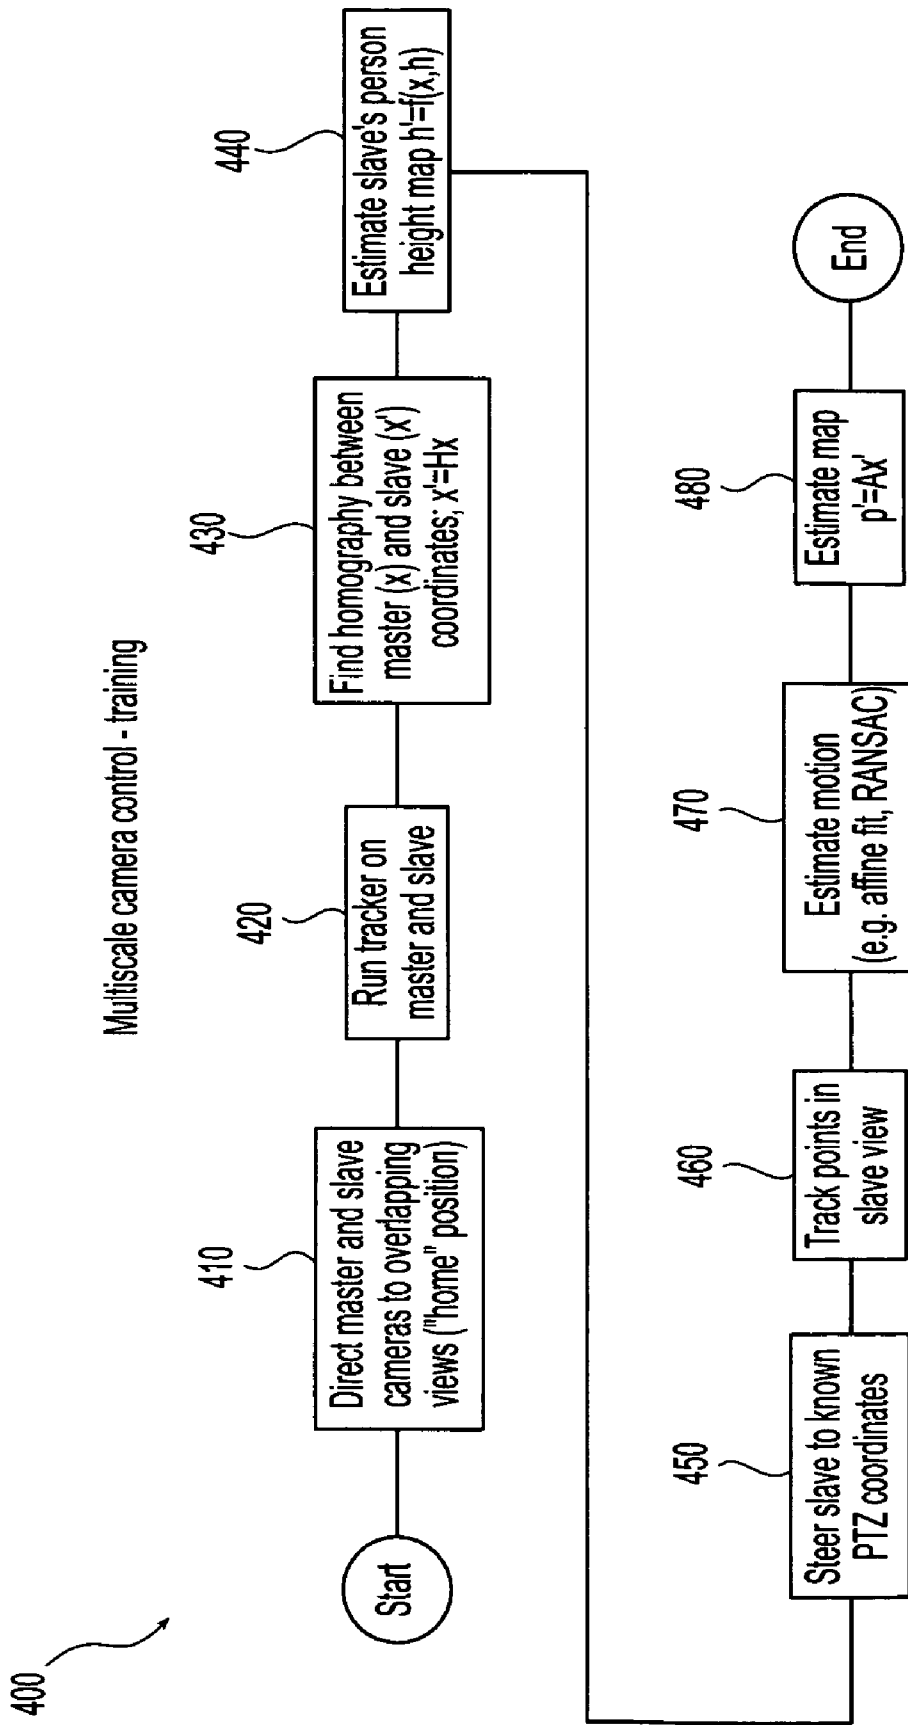 400
Multiscale camera control - training
Start
410
Direct master and slave
cameras to overlapping
views ("home" position)
420
Run tracker on
master and slave
430
Find homography between
master (x) and slave (x')
coordinates; x'=Hx
440
Estimate slave's person
height map h'=f(x,h)
450
Steer slave to known
PTZ coordinates
460
Track points in
slave view
470
Estimate motion
(e.g. affine fit, RANSAC)
480
Estimate map
p'=Ax'
End